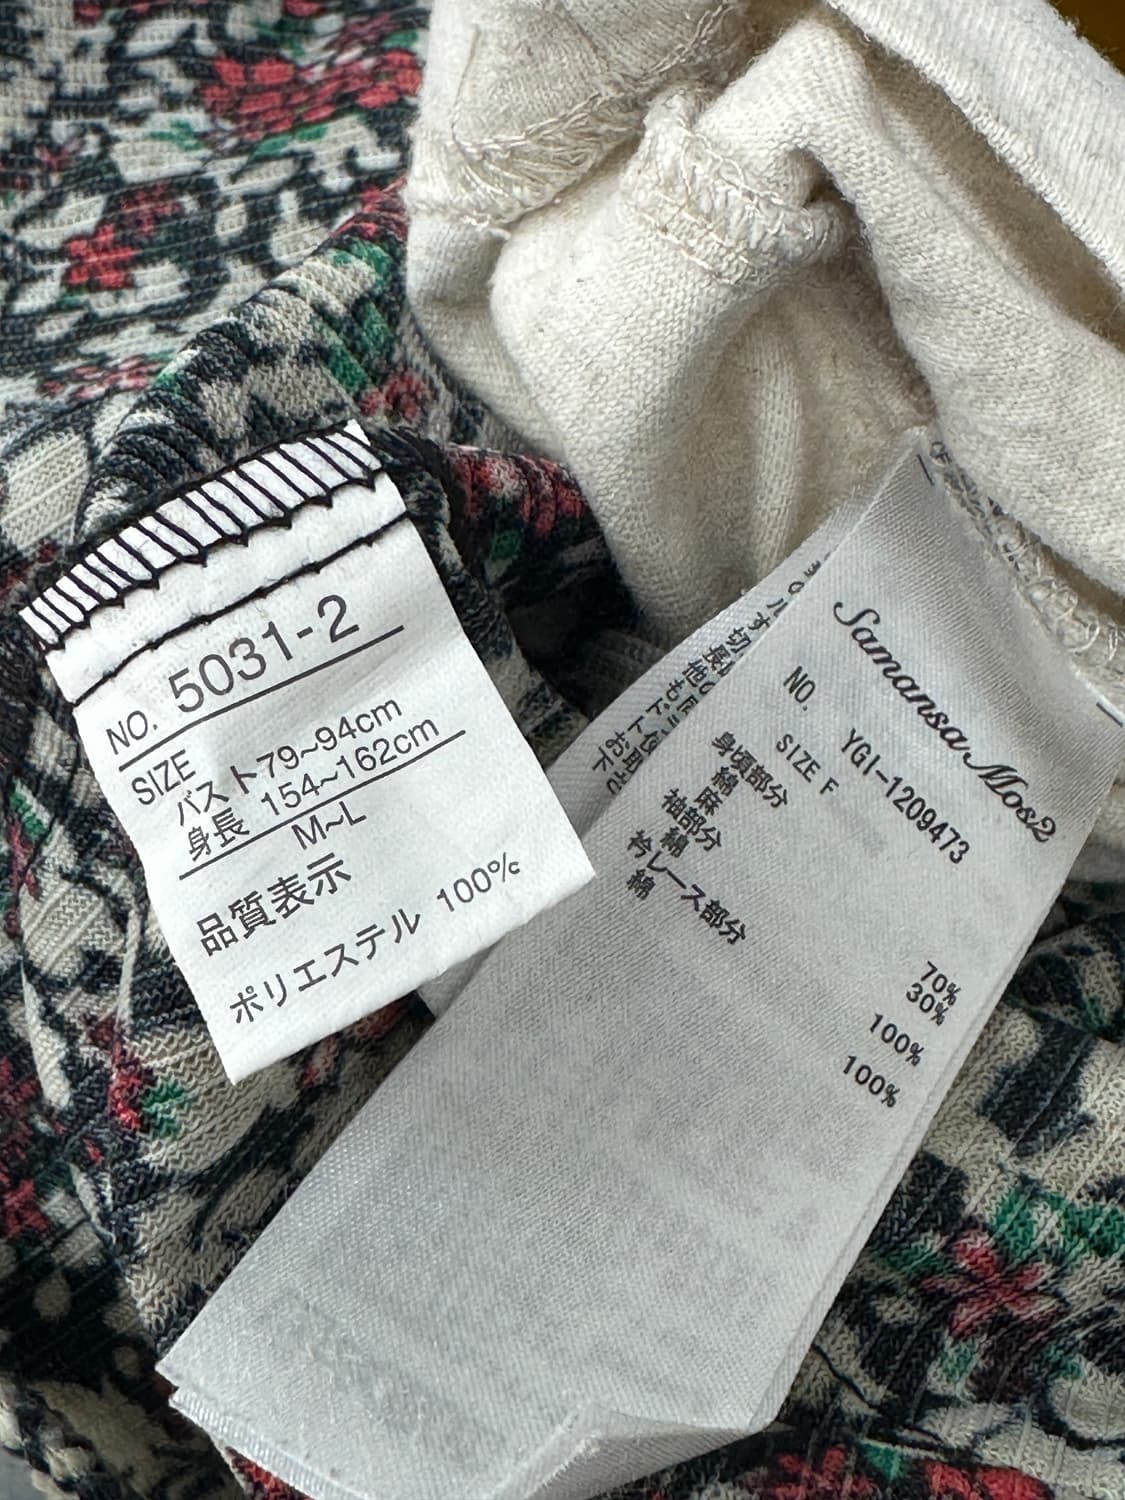 NO. 5031-2
SIZE
バスト79~94cm
身長 154~162cm
M~L
品質表示
ポリエステル 100%
Samansa Mos2
NO. YGI-1209473
SIZE F
身頃部分
綿 70%
麻 30%
袖部分
綿 100%
衿レース部分
綿 100%